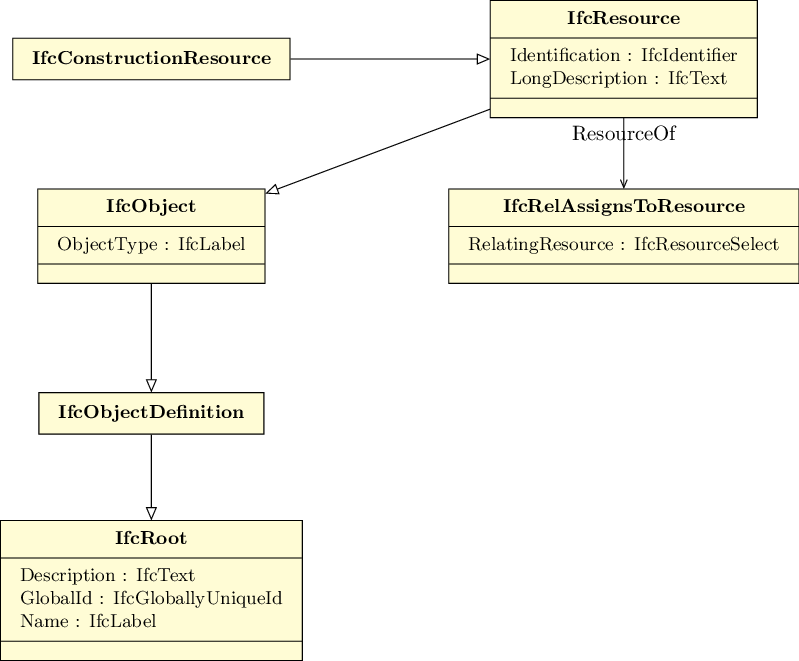 IfcResource
IfcConstructionResource
Identification : IfcIdentifier
LongDescription : IfcText
ResourceOf
IfcObject
IfcRelAssignsToResource
ObjectType : IfcLabel
RelatingResource : IfcResourceSelect
IfcObjectDefinition
IfcRoot
Description : IfcText
GlobalId : IfcGloballyUniqueId
Name : IfcLabel